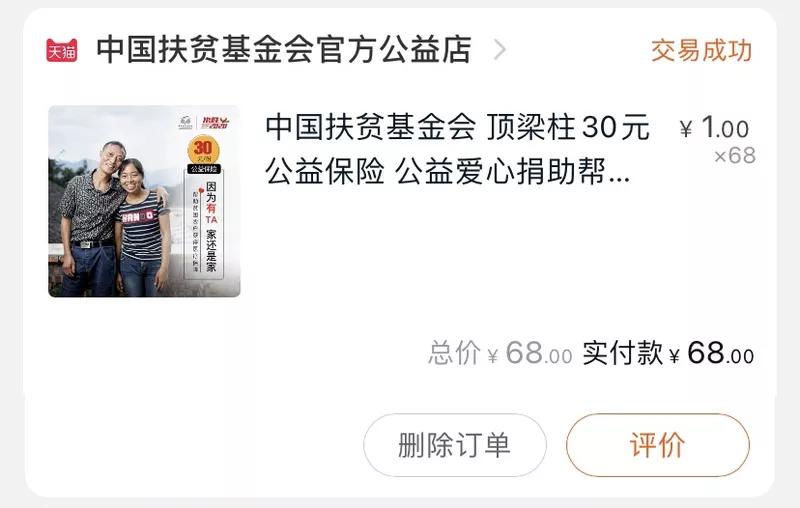 天猫 中国扶贫基金会官方公益店 交易成功
中国扶贫基金会 顶梁柱30元 ¥1.00
公益保险 公益爱心捐助帮... ×68
2020
30
元/份
公益保险
因为有TA 家还是家
总价¥68.00 实付款¥68.00
删除订单 评价